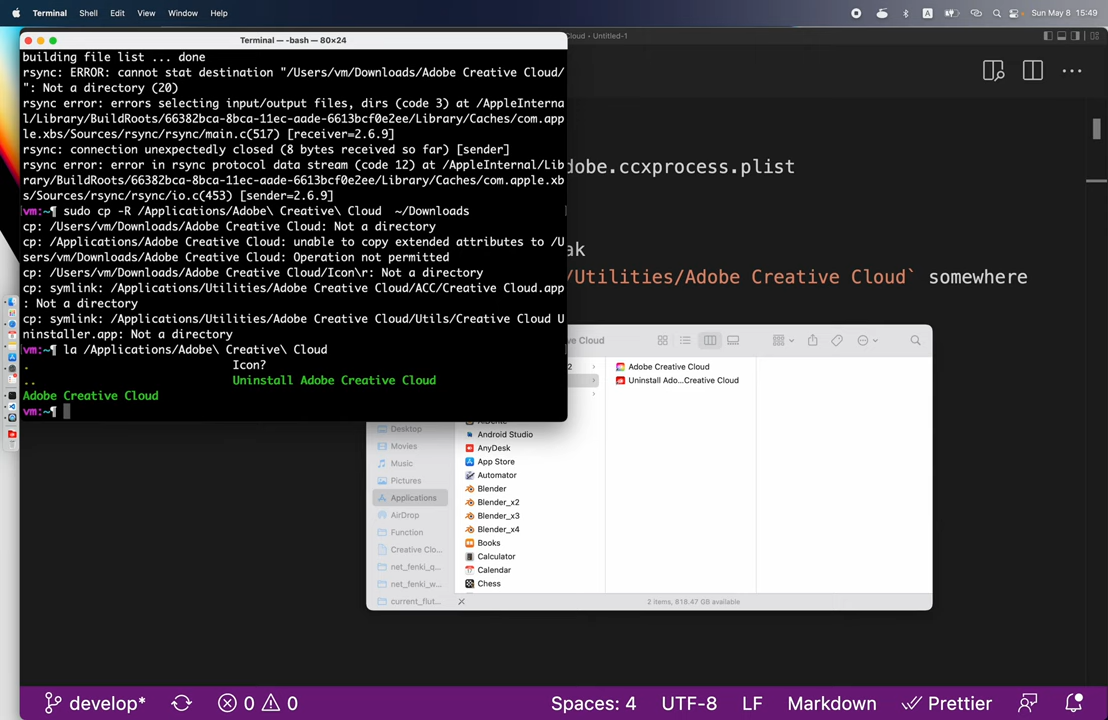 Terminal Shell Edit View Window Help
A Sun May 8 15:49
Terminal — -bash — 80×24
Cloud › Untitled-1
building file list ... done
rsync: ERROR: cannot stat destination "/Users/vm/Downloads/Adobe Creative Cloud/
": Not a directory (20)
rsync error: errors selecting input/output files, dirs (code 3) at /AppleInterna
l/Library/BuildRoots/66382bca-8bca-11ec-aade-6613bcf0e2ee/Library/Caches/com.app
le.xbs/Sources/rsync/rsync/main.c(517) [receiver=2.6.9]
rsync: connection unexpectedly closed (8 bytes received so far) [sender]
rsync error: error in rsync protocol data stream (code 12) at /AppleInternal/Lib
rary/BuildRoots/66382bca-8bca-11ec-aade-6613bcf0e2ee/Library/Caches/com.apple.xb
s/Sources/rsync/rsync/io.c(453) [sender=2.6.9]
vm:~¶ sudo cp -R /Applications/Adobe\ Creative\ Cloud  ~/Downloads
cp: /Users/vm/Downloads/Adobe Creative Cloud: Not a directory
cp: /Applications/Adobe Creative Cloud: unable to copy extended attributes to /U
sers/vm/Downloads/Adobe Creative Cloud: Operation not permitted
cp: /Users/vm/Downloads/Adobe Creative Cloud/Icon\r: Not a directory
cp: symlink: /Applications/Utilities/Adobe Creative Cloud/ACC/Creative Cloud.app
: Not a directory
cp: symlink: /Applications/Utilities/Adobe Creative Cloud/Utils/Creative Cloud U
ninstaller.app: Not a directory
vm:~¶ la /Applications/Adobe\ Creative\ Cloud
. Icon?
.. Uninstall Adobe Creative Cloud
Adobe Creative Cloud
vm:~¶
dobe.ccxprocess.plist
ak
/Utilities/Adobe Creative Cloud` somewhere
ve Cloud
2
Adobe Creative Cloud
Uninstall Ado...Creative Cloud
Desktop
Movies
Music
Pictures
Applications
AirDrop
Function
Creative Clo...
net_fenki_q...
net_fenki_w...
current_flut...
Android Studio
AnyDesk
App Store
Automator
Blender
Blender_x2
Blender_x3
Blender_x4
Books
Calculator
Calendar
Chess
2 items, 818.47 GB available
develop* 0 0 Spaces: 4 UTF-8 LF Markdown Prettier